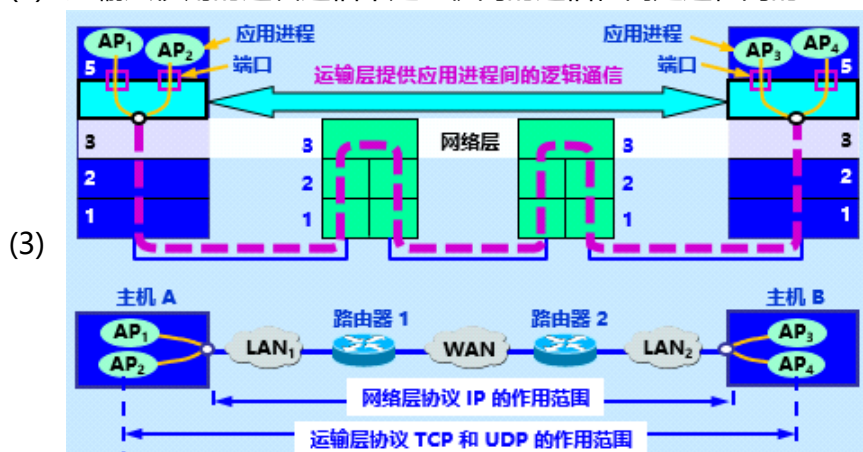 AP1 AP2 应用进程 应用进程 AP3 AP4
5 端口 端口 5
运输层提供应用进程间的逻辑通信
3 3 网络层 3 3
2 2 2 2
1 1 1 1
(3)
主机 A 主机 B
路由器 1 路由器 2
AP1 AP3
LAN1 WAN LAN2
AP2 AP4
网络层协议 IP 的作用范围
运输层协议 TCP 和 UDP 的作用范围